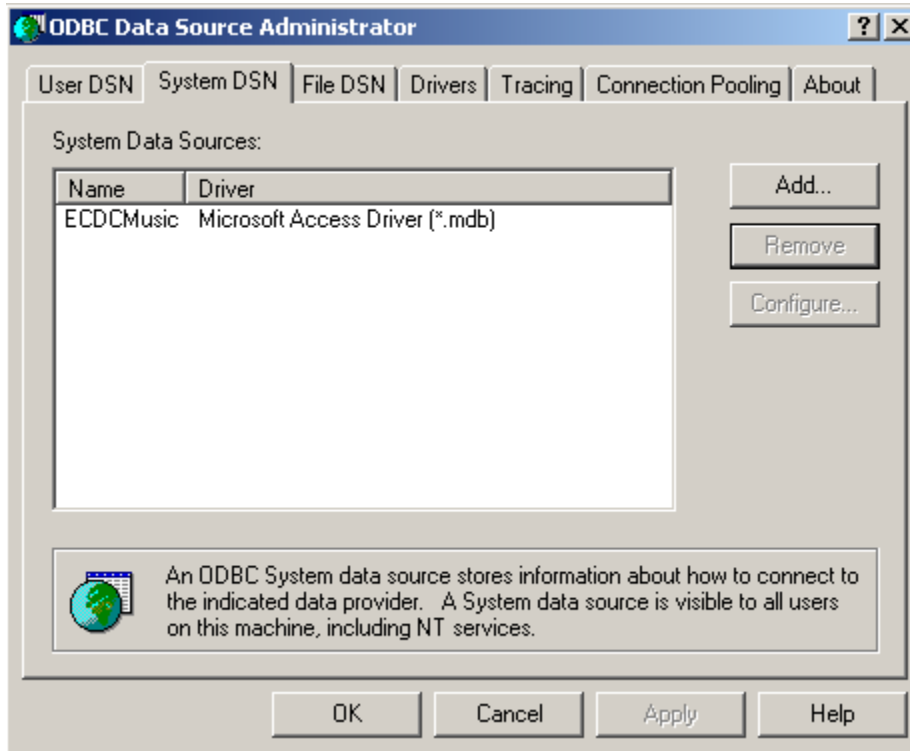 ODBC Data Source Administrator
User DSN System DSN File DSN Drivers Tracing Connection Pooling About
System Data Sources:
Name Driver
ECDCMusic Microsoft Access Driver (*.mdb)
Add...
Remove
Configure...
An ODBC System data source stores information about how to connect to
the indicated data provider. A System data source is visible to all users
on this machine, including NT services.
OK Cancel Apply Help